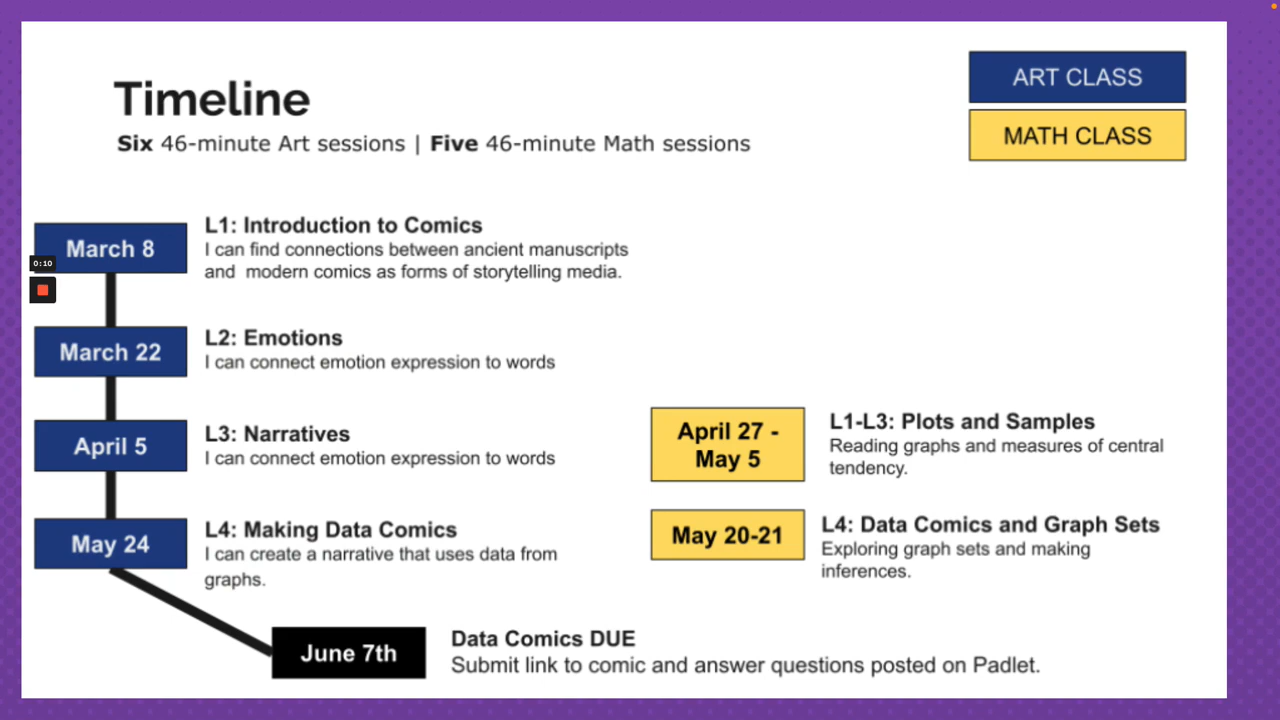 Timeline
Six 46-minute Art sessions | Five 46-minute Math sessions
ART CLASS
MATH CLASS
March 8
0:10
L1: Introduction to Comics
I can find connections between ancient manuscripts
and modern comics as forms of storytelling media.
March 22
L2: Emotions
I can connect emotion expression to words
April 5
L3: Narratives
I can connect emotion expression to words
April 27 -
May 5
L1-L3: Plots and Samples
Reading graphs and measures of central
tendency.
May 24
L4: Making Data Comics
I can create a narrative that uses data from
graphs.
May 20-21
L4: Data Comics and Graph Sets
Exploring graph sets and making
inferences.
June 7th
Data Comics DUE
Submit link to comic and answer questions posted on Padlet.